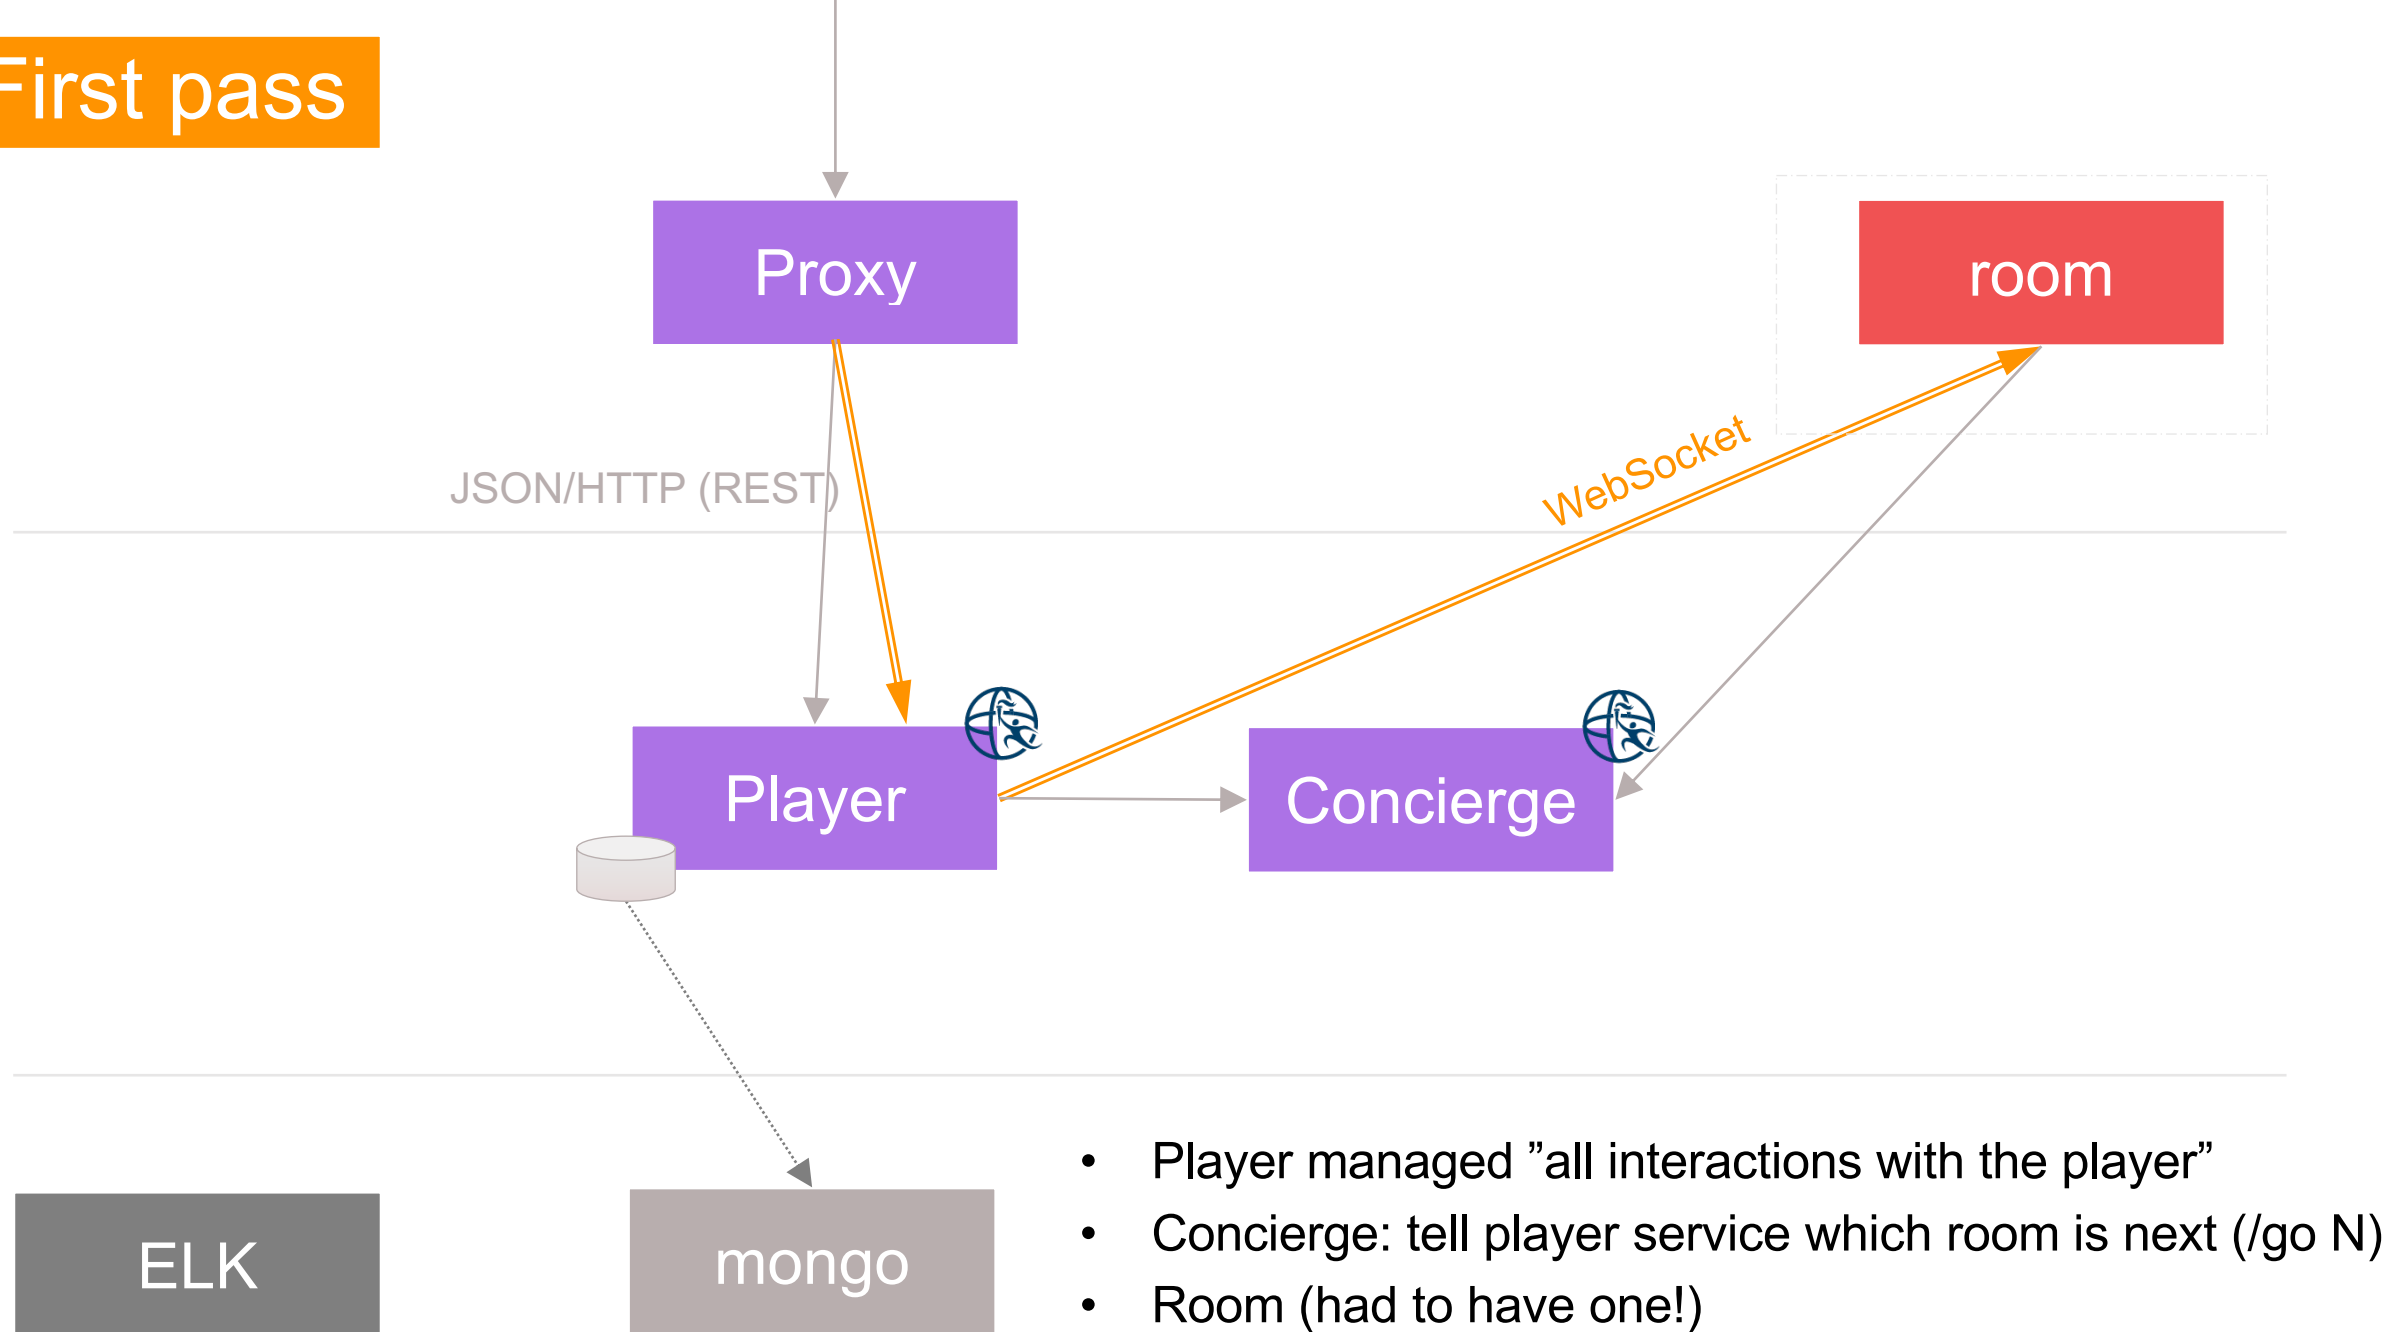 First pass
Proxy
room
WebSocket
JSON/HTTP (REST)
Player
Concierge
ELK
mongo
• Player managed ”all interactions with the player”
• Concierge: tell player service which room is next (/go N)
• Room (had to have one!)